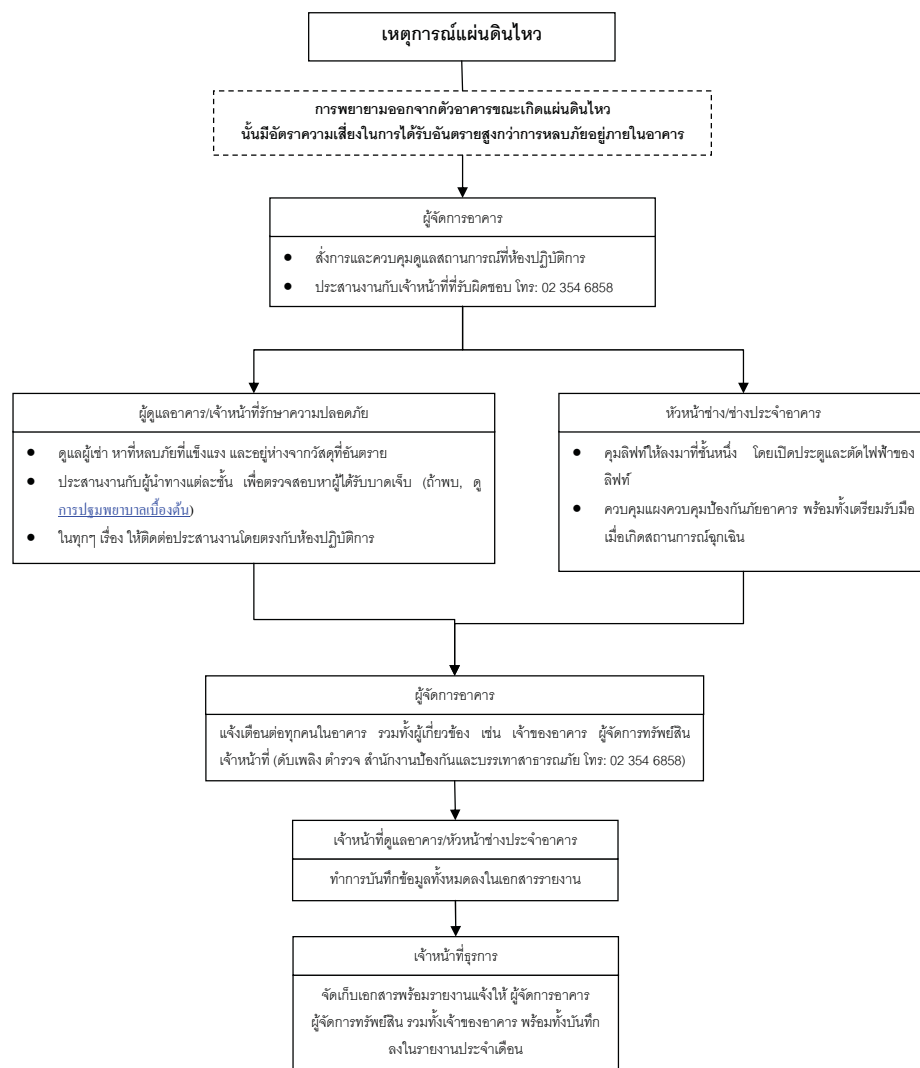 เหตุการณ์แผ่นดินไหว
การพยายามออกจากตัวอาคารขณะเกิดแผ่นดินไหว
นั้นมีอัตราความเสี่ยงในการได้รับอันตรายสูงกว่าการหลบภัยอยู่ภายในอาคาร
ผู้จัดการอาคาร
● สั่งการและควบคุมดูแลสถานการณ์ที่ห้องปฏิบัติการ
● ประสานงานกับเจ้าหน้าที่ที่รับผิดชอบ โทร: 02 354 6858
ผู้ดูแลอาคาร/เจ้าหน้าที่รักษาความปลอดภัย
● ดูแลผู้เช่า หาที่หลบภัยที่แข็งแรง และอยู่ห่างจากวัสดุที่อันตราย
● ประสานงานกับผู้นำทางแต่ละชั้น เพื่อตรวจสอบหาผู้ได้รับบาดเจ็บ (ถ้าพบ, ดู
การปฐมพยาบาลเบื้องต้น)
● ในทุกๆ เรื่อง ให้ติดต่อประสานงานโดยตรงกับห้องปฏิบัติการ
หัวหน้าช่าง/ช่างประจำอาคาร
● คุมลิฟท์ให้ลงมาที่ชั้นหนึ่ง โดยเปิดประตูและตัดไฟฟ้าของ
ลิฟท์
● ควบคุมแผงควบคุมป้องกันภัยอาคาร พร้อมทั้งเตรียมรับมือ
เมื่อเกิดสถานการณ์ฉุกเฉิน
ผู้จัดการอาคาร
แจ้งเตือนต่อทุกคนในอาคาร รวมทั้งผู้เกี่ยวข้อง เช่น เจ้าของอาคาร ผู้จัดการทรัพย์สิน
เจ้าหน้าที่ (ดับเพลิง ตำรวจ สำนักงานป้องกันและบรรเทาสาธารณภัย โทร: 02 354 6858)
เจ้าหน้าที่ดูแลอาคาร/หัวหน้าช่างประจำอาคาร
ทำการบันทึกข้อมูลทั้งหมดลงในเอกสารรายงาน
เจ้าหน้าที่ธุรการ
จัดเก็บเอกสารพร้อมรายงานแจ้งให้ ผู้จัดการอาคาร
ผู้จัดการทรัพย์สิน รวมทั้งเจ้าของอาคาร พร้อมทั้งบันทึก
ลงในรายงานประจำเดือน